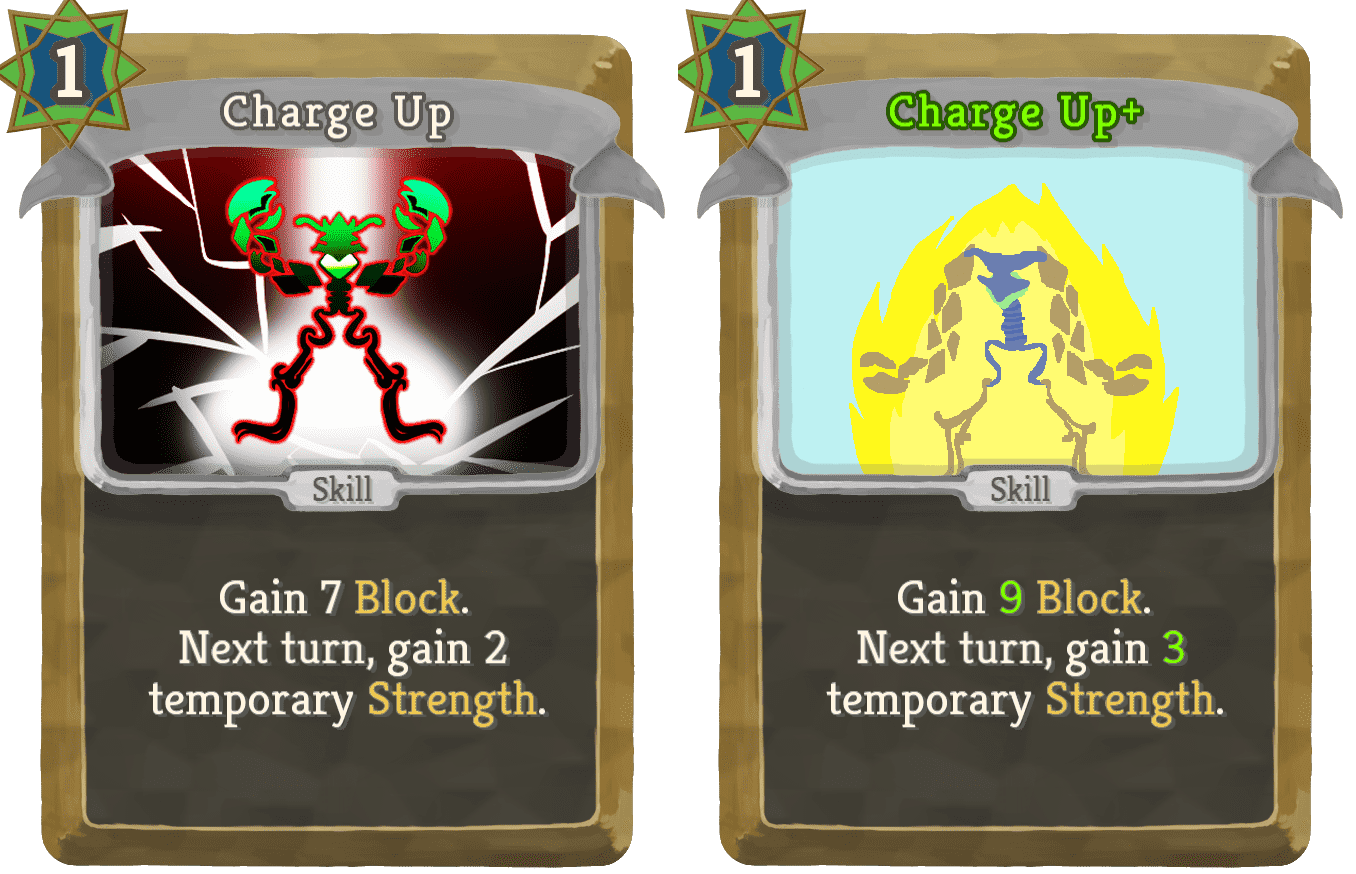 1
Charge Up
Skill
Gain 7 Block.
Next turn, gain 2
temporary Strength.
1
Charge Up+
Skill
Gain 9 Block.
Next turn, gain 3
temporary Strength.